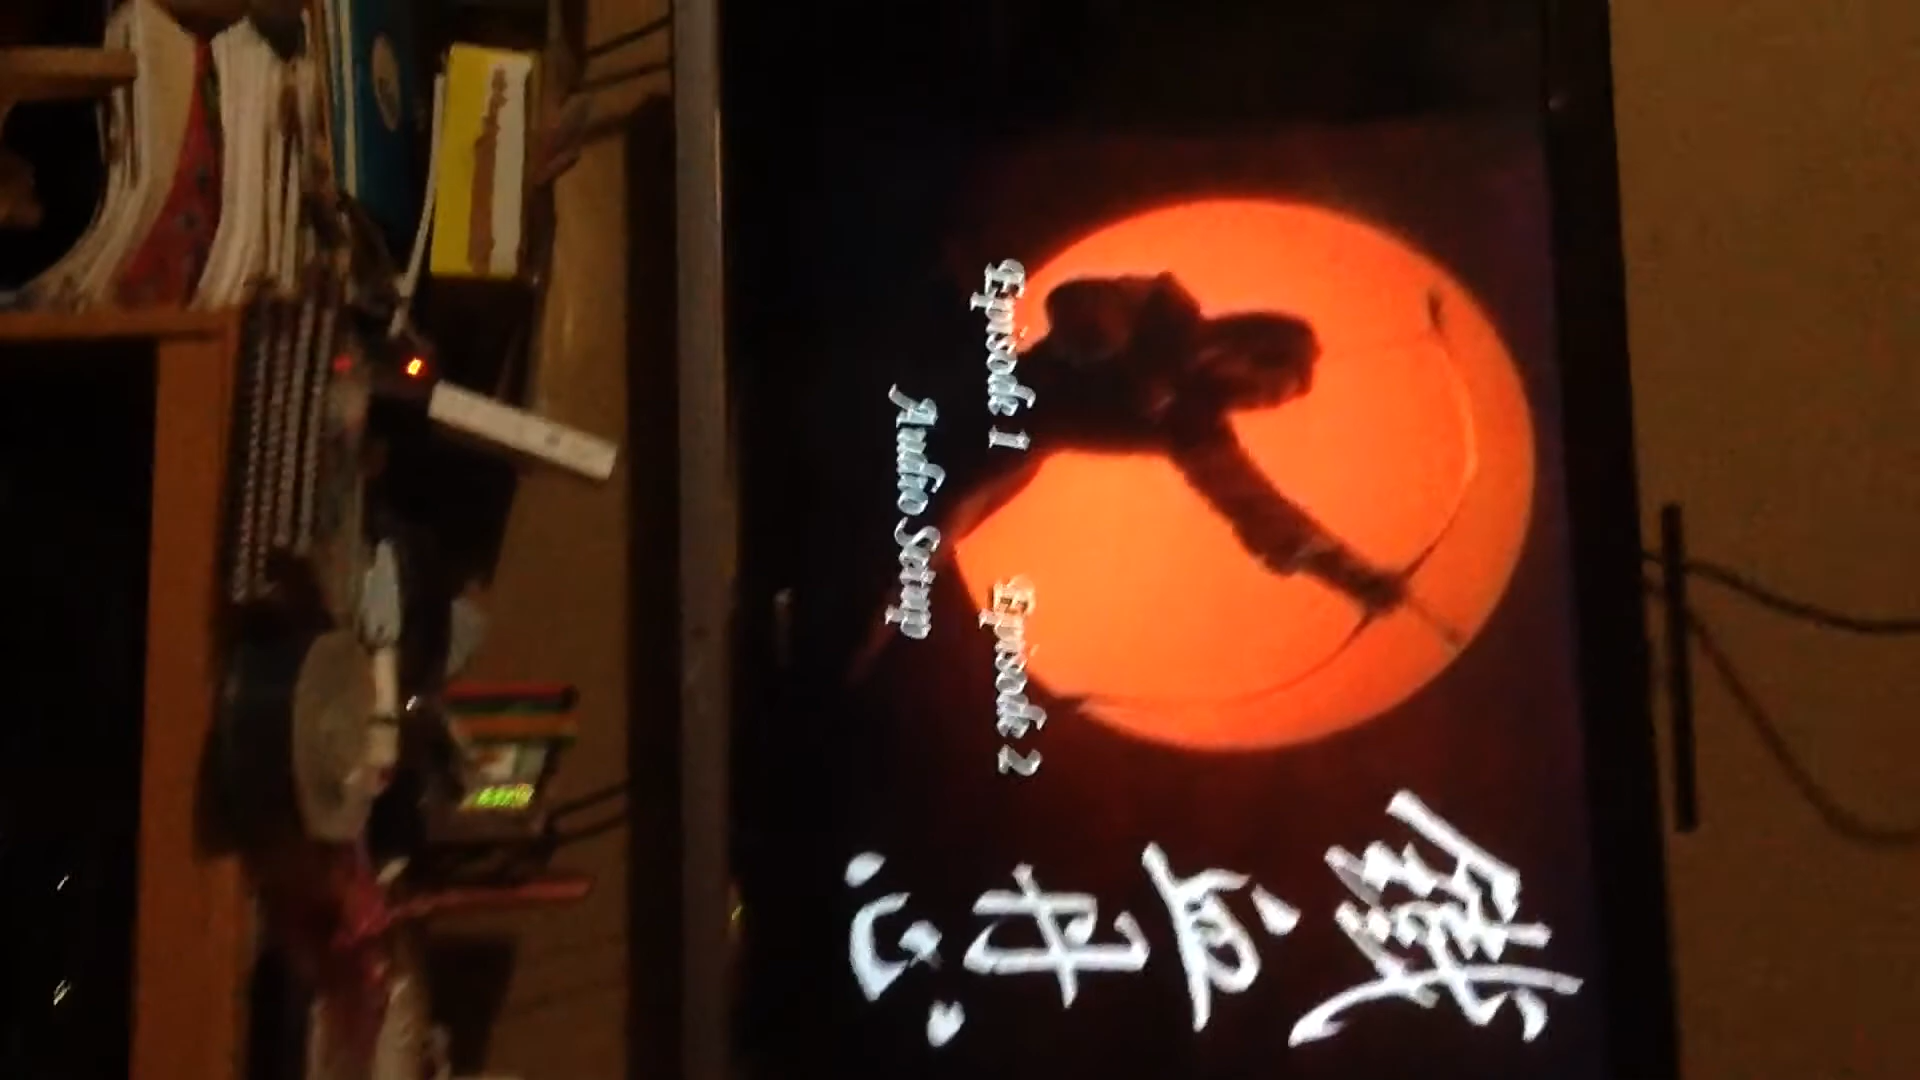 鐵血丹心
Episode 1
Episode 2
Audio Setup